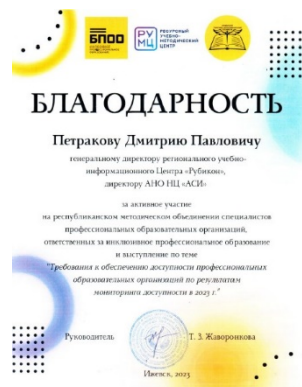 БПОО
РУ
МЦ
РЕСУРСНЫЙ
УЧЕБНО-
МЕТОДИЧЕСКИЙ
ЦЕНТР
БЛАГОДАРНОСТЬ
Петракову Дмитрию Павловичу
генеральному директору регионального учебно-
информационного Центра «Рубикон»,
директору АНО НЦ «АСИ»
за активное участие
на республиканском методическом объединении специалистов
профессиональных образовательных организаций,
ответственных за инклюзивное профессиональное образование
и выступление по теме
"Требования к обеспечению доступности профессиональных
образовательных организаций по результатам
мониторинга доступности в 2023 г."
Руководитель
Т. З. Жаворонкова
Ижевск, 2023